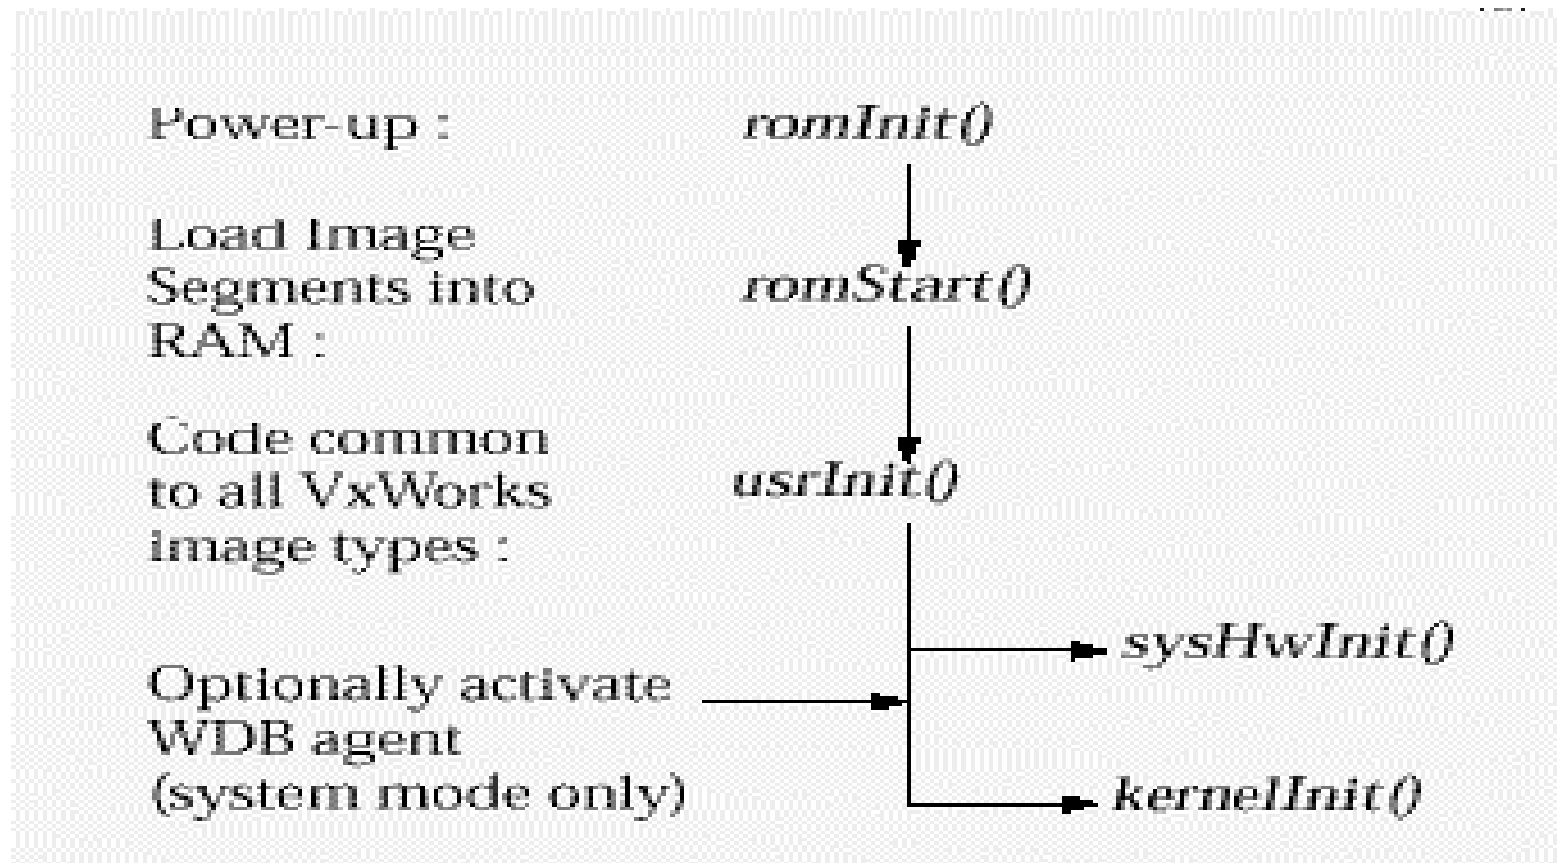 Power-up :
romInit()
Load Image
Segments into
RAM :
romStart()
Code common
to all VxWorks
Image types :
usrInit()
sysHwInit()
Optionally activate
WDB agent
(system mode only)
kernelInit()